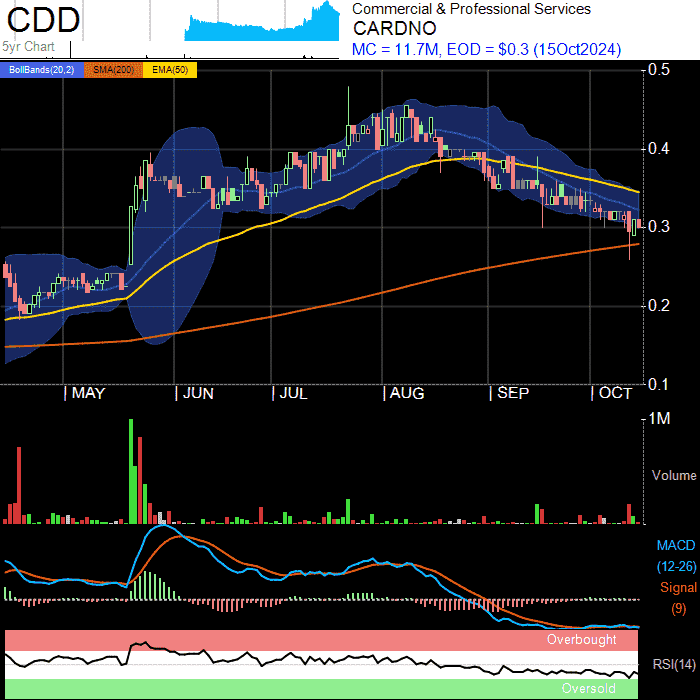 CDD
5yr Chart
Commercial & Professional Services
CARDNO
MC = 11.7M, EOD = $0.3 (15Oct2024)
BollBands(20,2) SMA(200) EMA(50)
0.5
0.4
0.3
0.2
0.1
MAY JUN JUL AUG SEP OCT
1M
Volume
MACD
(12-26)
Signal
(9)
Overbought
RSI(14)
Oversold